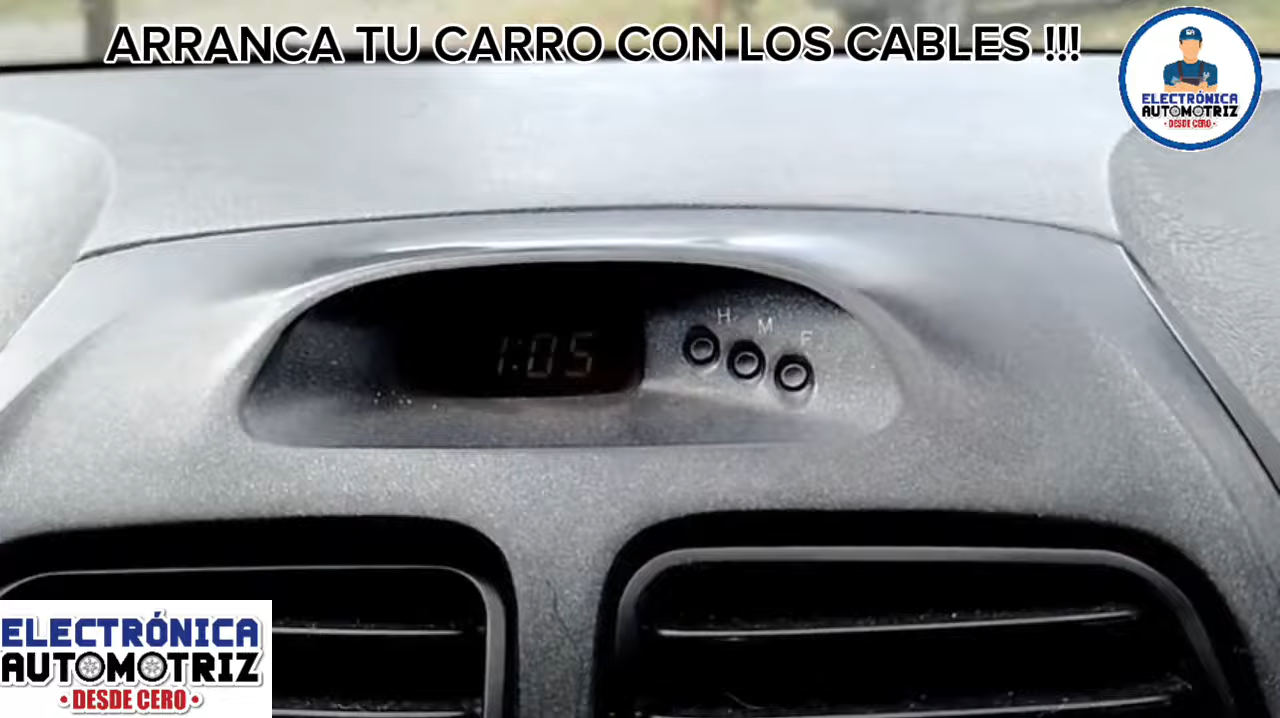 ARRANCA TU CARRO CON LOS CABLES !!!
ELECTRÓNICA
AUTOMOTRIZ
• DESDE CERO •
1:05
H M F
ELECTRÓNICA
AUTOMOTRIZ
• DESDE CERO •